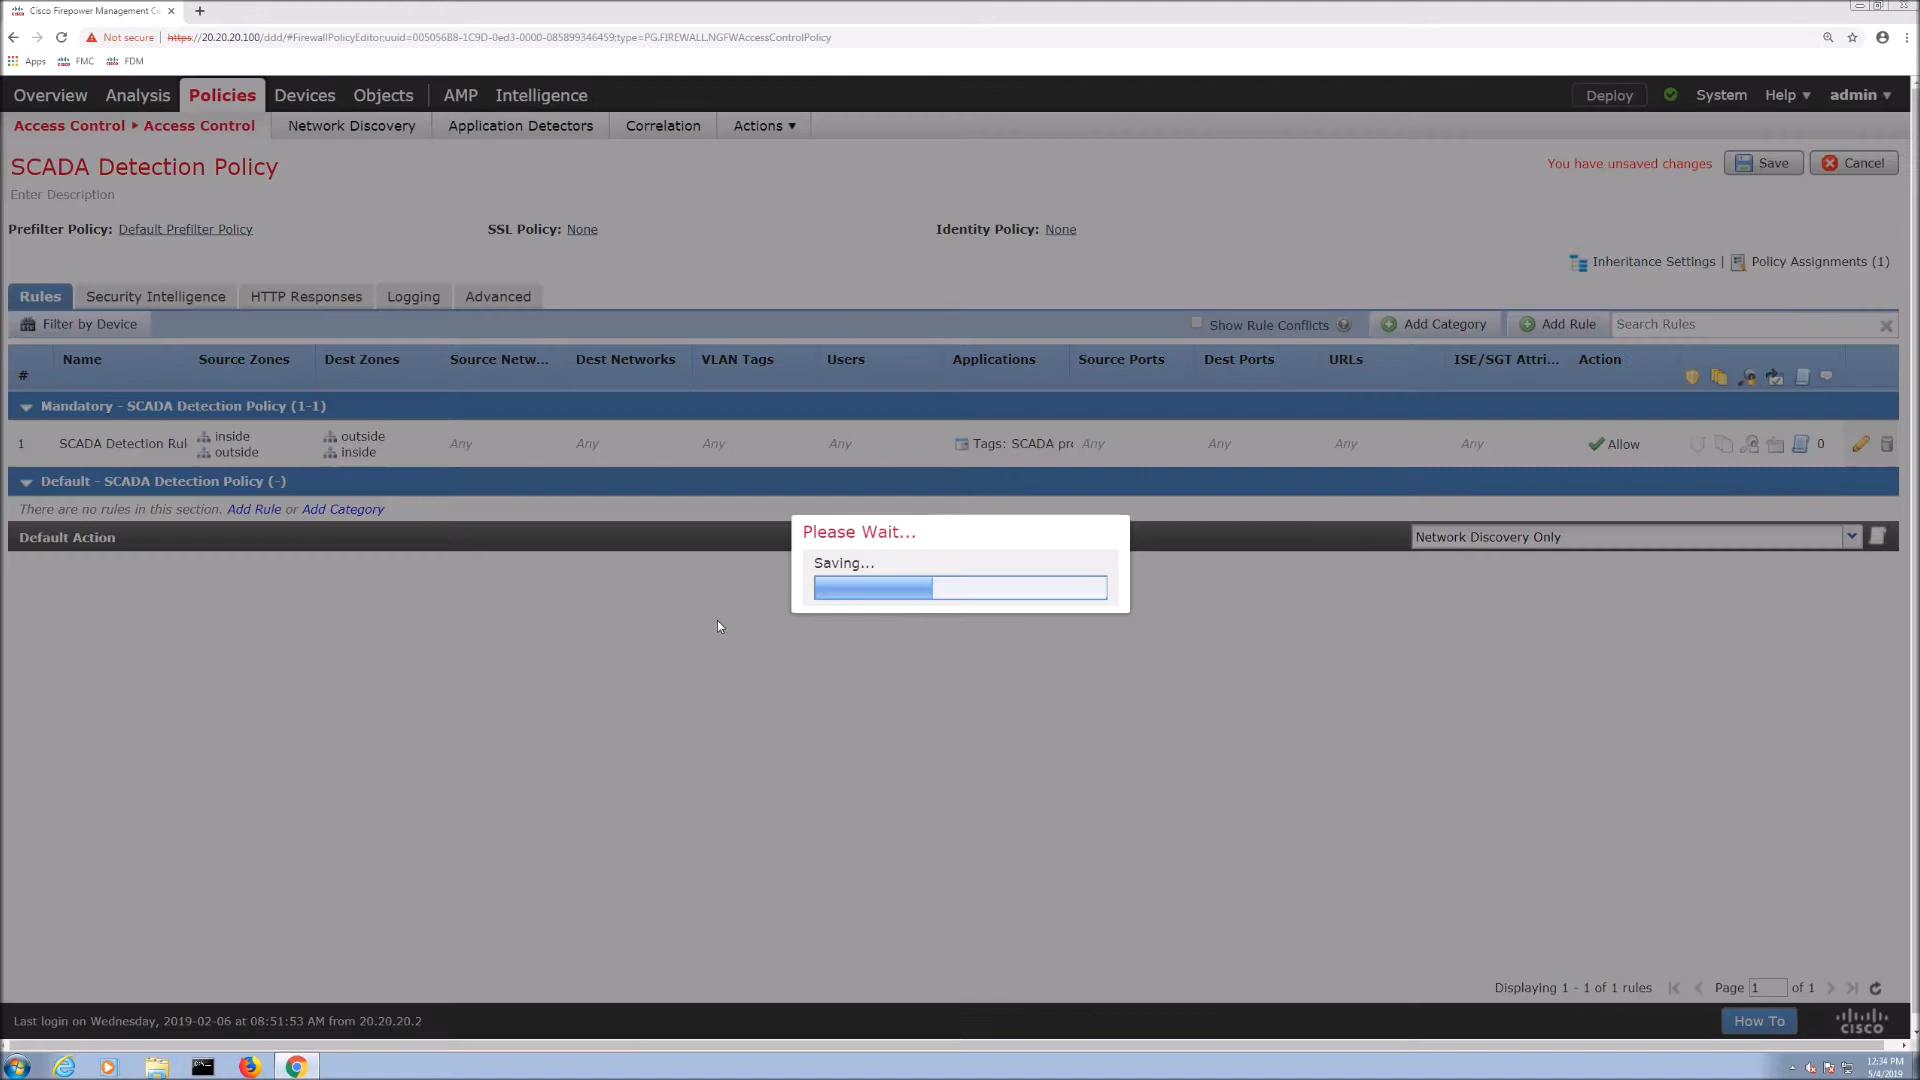 Cisco Firepower Management Ce
Not secure https://20.20.20.100/ddd/#FirewallPolicyEditor;uuid=005056B8-1C9D-0ed3-0000-085899346459;type=PG.FIREWALL.NGFWAccessControlPolicy
Apps FMC FDM
Overview Analysis Policies Devices Objects AMP Intelligence Deploy System Help admin
Access Control Access Control Network Discovery Application Detectors Correlation Actions
SCADA Detection Policy
You have unsaved changes Save Cancel
Enter Description
Prefilter Policy: Default Prefilter Policy SSL Policy: None Identity Policy: None
Inheritance Settings | Policy Assignments (1)
Rules Security Intelligence HTTP Responses Logging Advanced
Filter by Device Show Rule Conflicts Add Category Add Rule Search Rules
# Name Source Zones Dest Zones Source Netw... Dest Networks VLAN Tags Users Applications Source Ports Dest Ports URLs ISE/SGT Attri... Action
Mandatory - SCADA Detection Policy (1-1)
1 SCADA Detection Rul inside outside outside inside Any Any Any Any Tags: SCADA pro Any Any Any Any Allow 0
Default - SCADA Detection Policy (-)
There are no rules in this section. Add Rule or Add Category
Default Action Network Discovery Only
Please Wait...
Saving...
Displaying 1 - 1 of 1 rules Page 1 of 1
Last login on Wednesday, 2019-02-06 at 08:51:53 AM from 20.20.20.2 How To
CISCO
12:34 PM
5/4/2019